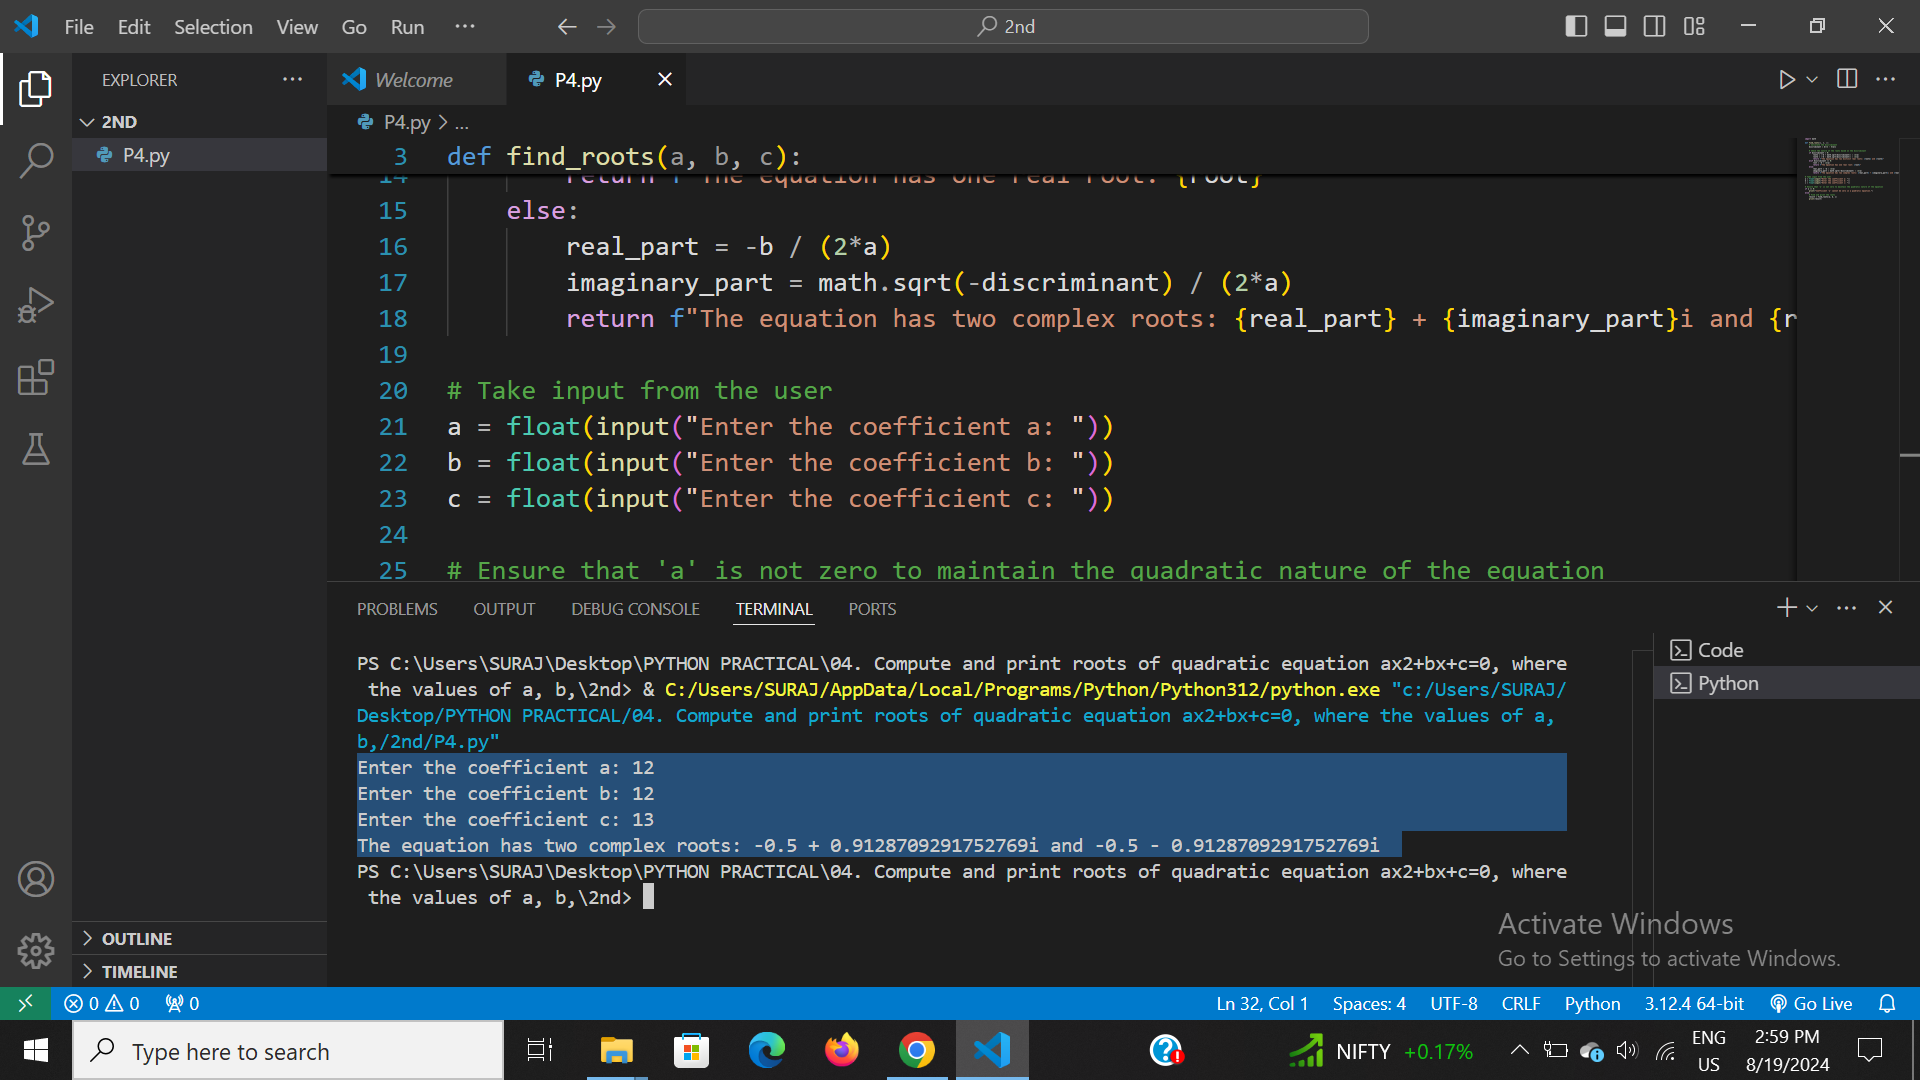 File Edit Selection View Go Run ···
2nd
EXPLORER ···
Welcome
P4.py
2ND
P4.py
P4.py > ...
3 def find_roots(a, b, c):
14 return f"The equation has one real root: {root}
15 else:
16 real_part = -b / (2*a)
17 imaginary_part = math.sqrt(-discriminant) / (2*a)
18 return f"The equation has two complex roots: {real_part} + {imaginary_part}i and {r
19
20 # Take input from the user
21 a = float(input("Enter the coefficient a: "))
22 b = float(input("Enter the coefficient b: "))
23 c = float(input("Enter the coefficient c: "))
24
25 # Ensure that 'a' is not zero to maintain the quadratic nature of the equation
PROBLEMS OUTPUT DEBUG CONSOLE TERMINAL PORTS
PS C:\Users\SURAJ\Desktop\PYTHON PRACTICAL\04. Compute and print roots of quadratic equation ax2+bx+c=0, where
the values of a, b,\2nd> & C:/Users/SURAJ/AppData/Local/Programs/Python/Python312/python.exe "c:/Users/SURAJ/
Desktop/PYTHON PRACTICAL/04. Compute and print roots of quadratic equation ax2+bx+c=0, where the values of a,
b,/2nd/P4.py"
Enter the coefficient a: 12
Enter the coefficient b: 12
Enter the coefficient c: 13
The equation has two complex roots: -0.5 + 0.9128709291752769i and -0.5 - 0.9128709291752769i
PS C:\Users\SURAJ\Desktop\PYTHON PRACTICAL\04. Compute and print roots of quadratic equation ax2+bx+c=0, where
the values of a, b,\2nd>
Code
Python
OUTLINE
TIMELINE
Activate Windows
Go to Settings to activate Windows.
0 0 0
Ln 32, Col 1 Spaces: 4 UTF-8 CRLF Python 3.12.4 64-bit Go Live
Type here to search
NIFTY +0.17%
ENG
US
2:59 PM
8/19/2024